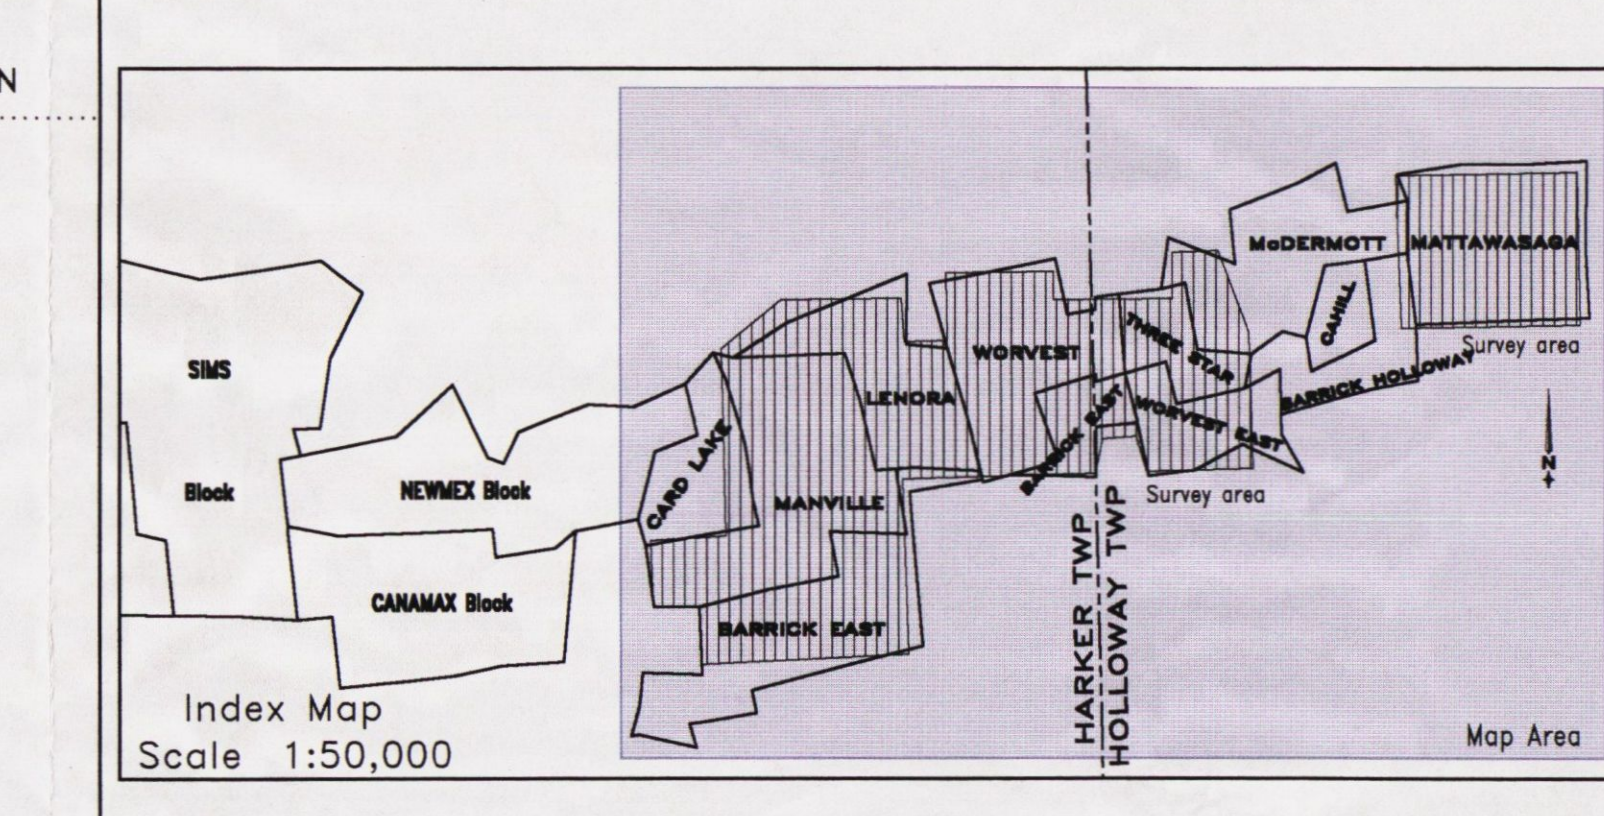 N
McDERMOTT
MATTAWASAGA
CAHILL
THREE STAR
Survey area
WORVEST
SIMS
BARRICK HOLLOWAY
LENORA
BARRICK EAST
WORVEST EAST
CARD LAKE
N
Block
NEWMEX Block
MANVILLE
Survey area
CANAMAX Block
BARRICK EAST
HARKER TWP
HOLLOWAY TWP
Index Map
Map Area
Scale 1:50,000